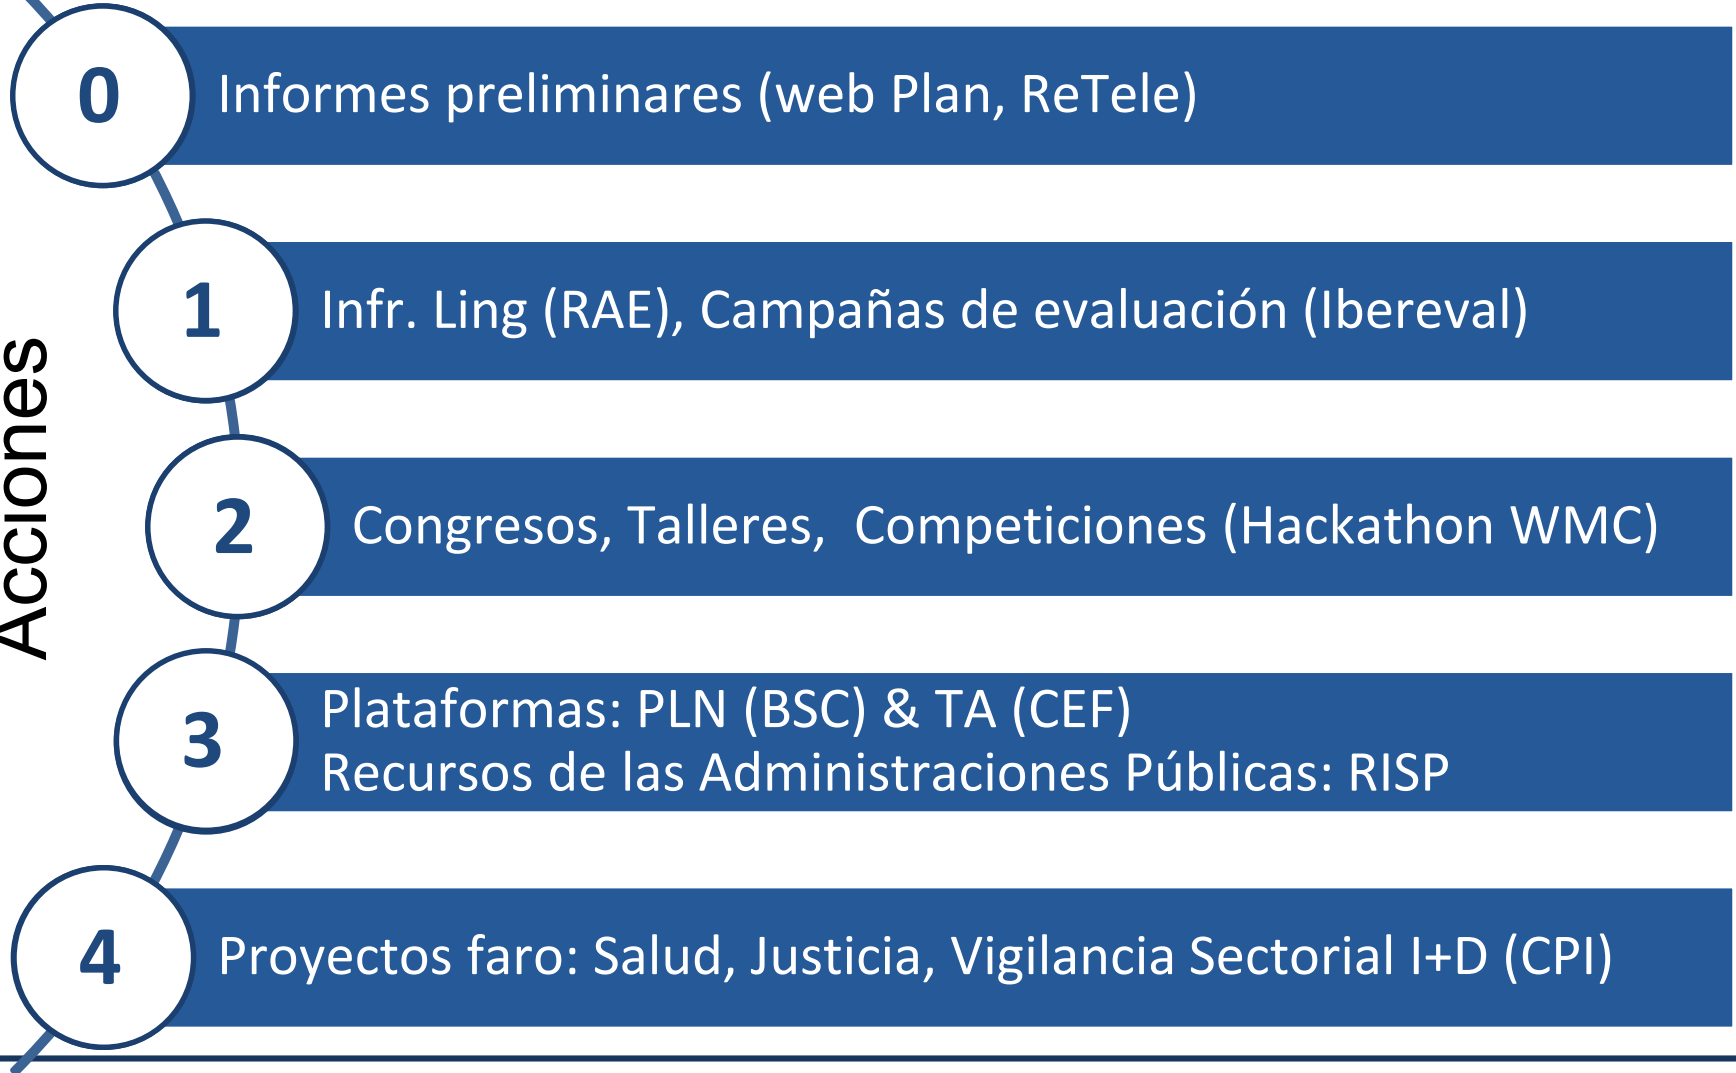 Acciones
0
Informes preliminares (web Plan, ReTele)
1
Infr. Ling (RAE), Campañas de evaluación (Ibereval)
2
Congresos, Talleres,  Competiciones (Hackathon WMC)
3
Plataformas: PLN (BSC) & TA (CEF)
Recursos de las Administraciones Públicas: RISP
4
Proyectos faro: Salud, Justicia, Vigilancia Sectorial I+D (CPI)